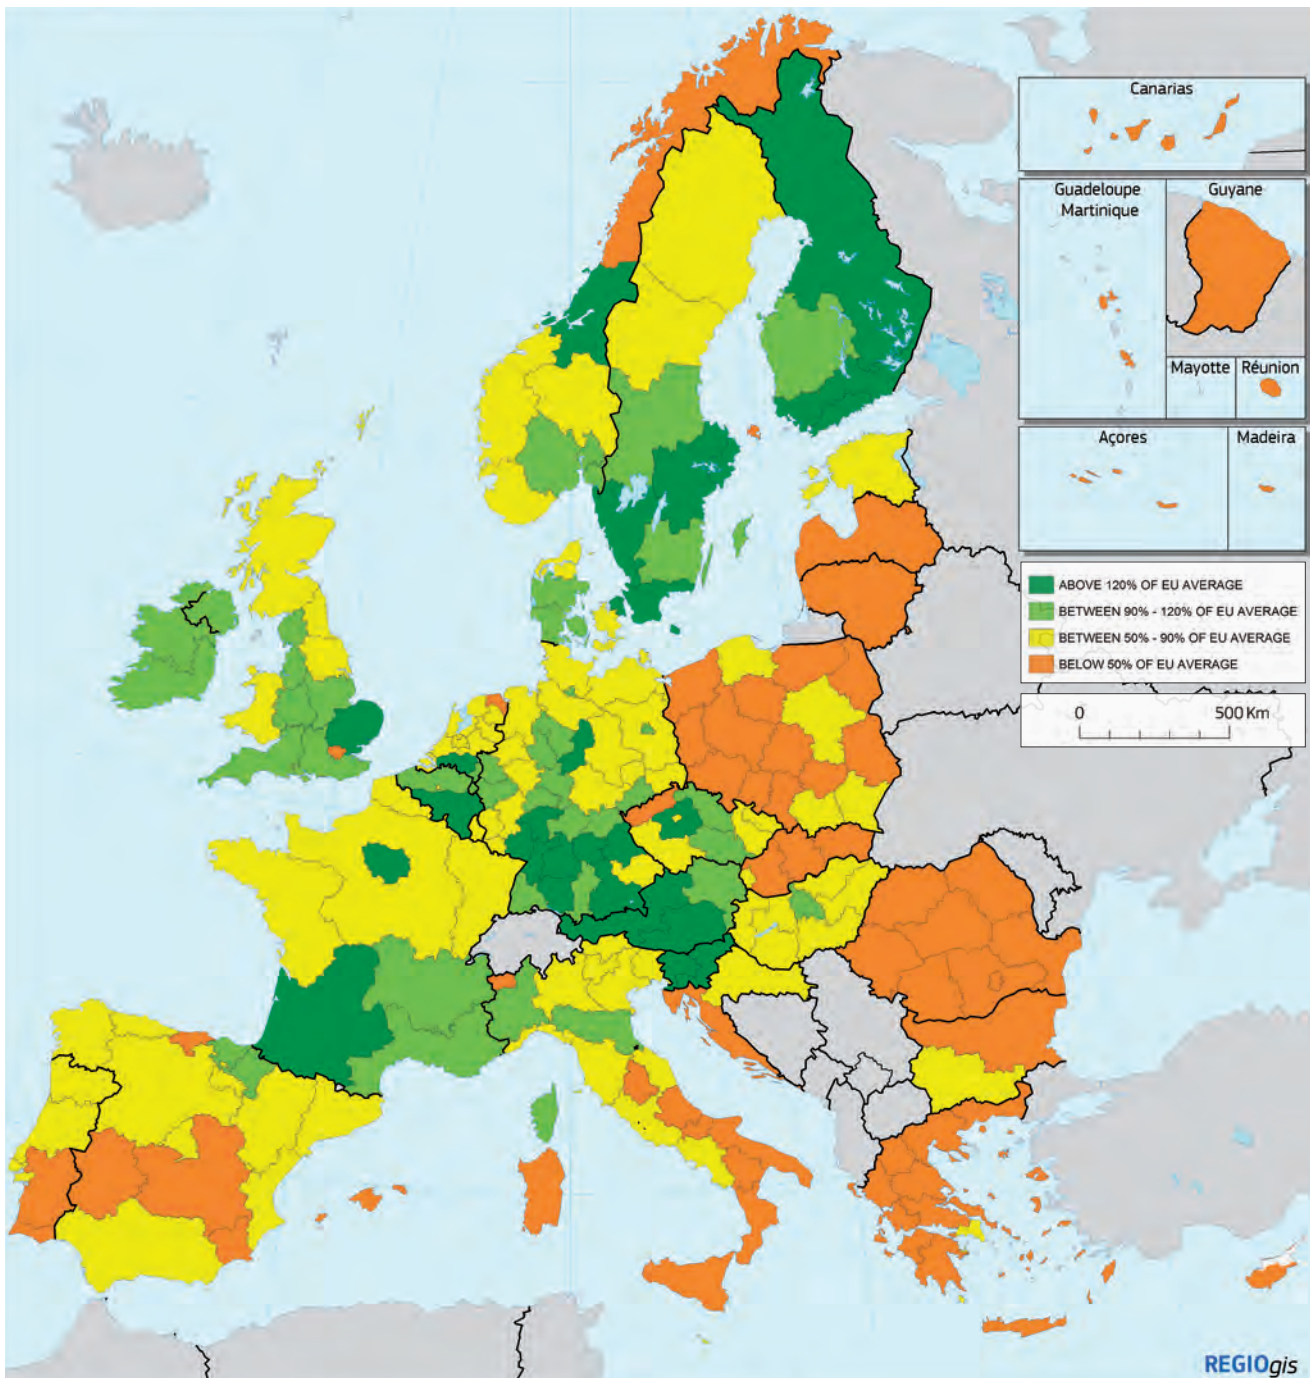 Canarias
Guadeloupe
Martinique
Guyane
Mayotte
Réunion
Açores
Madeira
ABOVE 120% OF EU AVERAGE
BETWEEN 90% - 120% OF EU AVERAGE
BETWEEN 50% - 90% OF EU AVERAGE
BELOW 50% OF EU AVERAGE
0 500 Km
REGIOgis